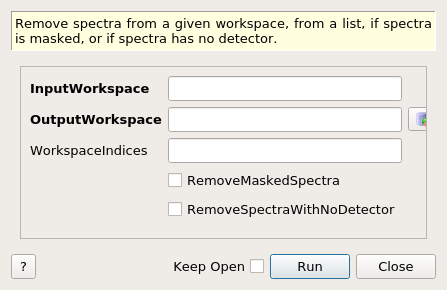 Remove spectra from a given workspace, from a list, if spectra
is masked, or if spectra has no detector.
InputWorkspace
OutputWorkspace
WorkspaceIndices
RemoveMaskedSpectra
RemoveSpectraWithNoDetector
? Keep Open Run Close